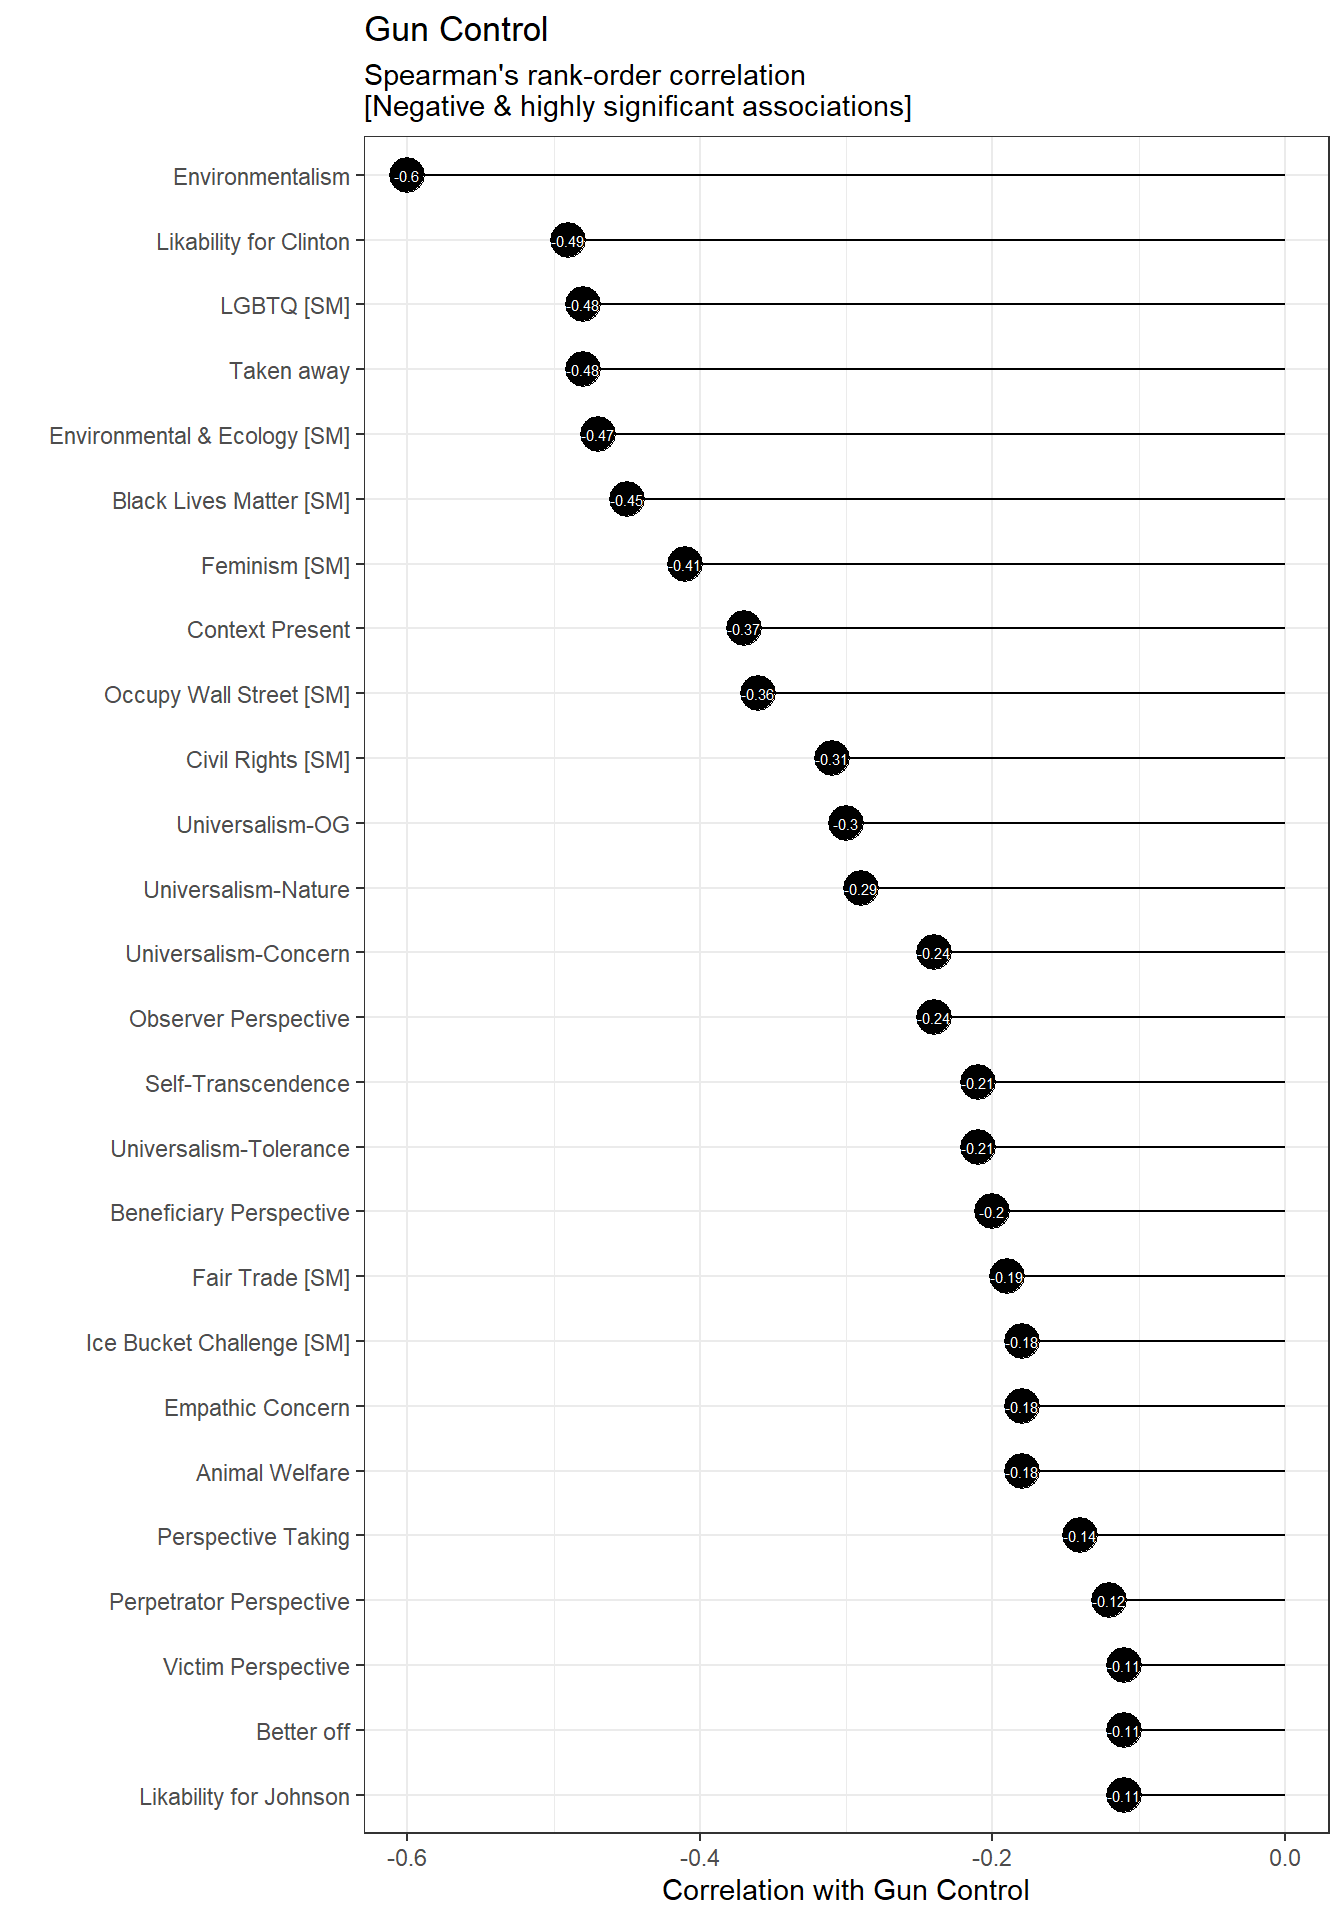 Gun Control
Spearman's rank-order correlation
[Negative & highly significant associations]
Environmentalism -0.6
Likability for Clinton -0.49
LGBTQ [SM] -0.48
Taken away -0.48
Environmental & Ecology [SM] -0.47
Black Lives Matter [SM] -0.45
Feminism [SM] -0.41
Context Present -0.37
Occupy Wall Street [SM] -0.36
Civil Rights [SM] -0.31
Universalism-OG -0.3
Universalism-Nature -0.29
Universalism-Concern -0.24
Observer Perspective -0.24
Self-Transcendence -0.21
Universalism-Tolerance -0.21
Beneficiary Perspective -0.2
Fair Trade [SM] -0.19
Ice Bucket Challenge [SM] -0.18
Empathic Concern -0.18
Animal Welfare -0.18
Perspective Taking -0.14
Perpetrator Perspective -0.12
Victim Perspective -0.11
Better off -0.11
Likability for Johnson -0.11
-0.6 -0.4 -0.2 0.0
Correlation with Gun Control